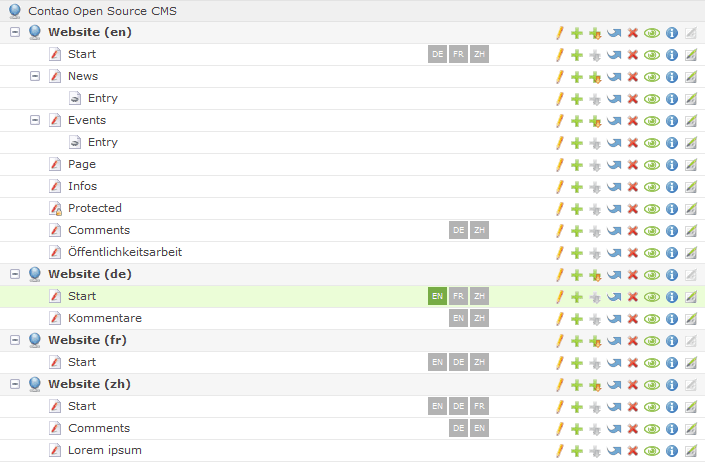 Contao Open Source CMS
Website (en)
Start DE FR ZH
News
Entry
Events
Entry
Page
Infos
Protected
Comments DE ZH
Öffentlichkeitsarbeit
Website (de)
Start EN FR ZH
Kommentare EN ZH
Website (fr)
Start EN DE ZH
Website (zh)
Start EN DE FR
Comments DE EN
Lorem ipsum